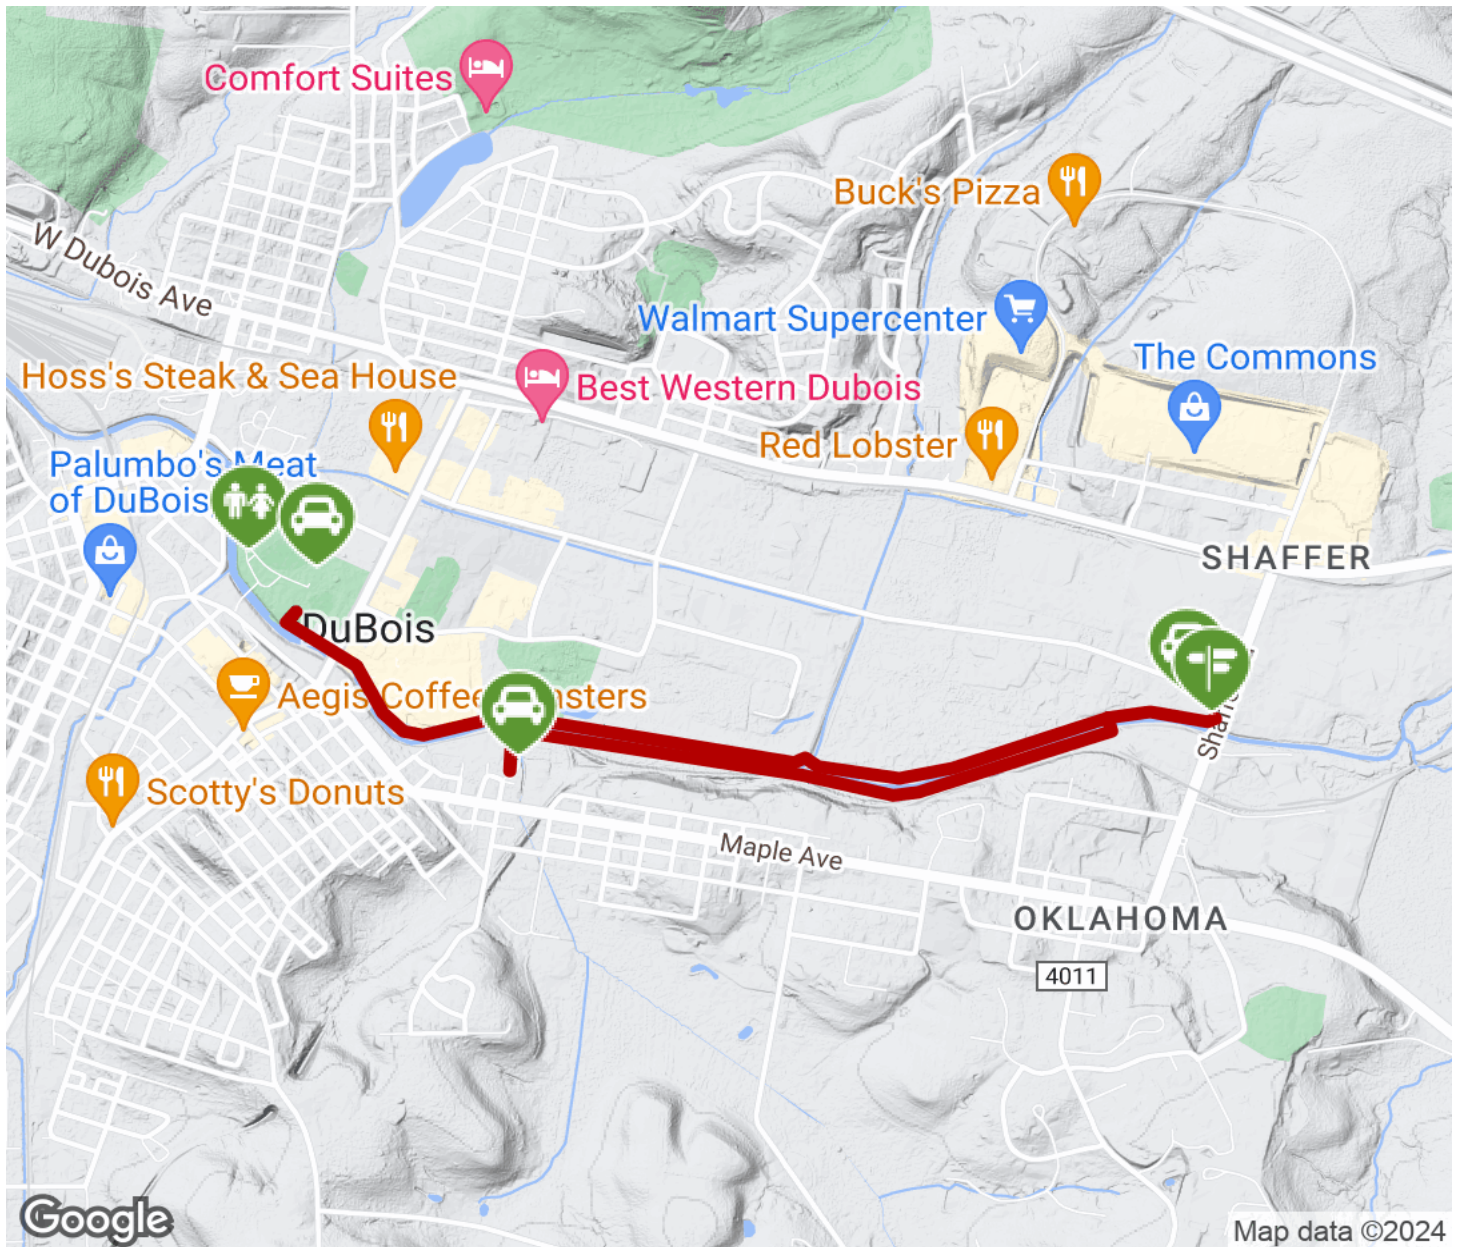 Comfort Suites
Buck's Pizza
W Dubois Ave
Walmart Supercenter
The Commons
Hoss's Steak & Sea House
Best Western Dubois
Red Lobster
Palumbo's Meat
of DuBois
SHAFFER
DuBois
Aegis Coffee
Scotty's Donuts
Maple Ave
OKLAHOMA
4011
Google
Map data ©2024